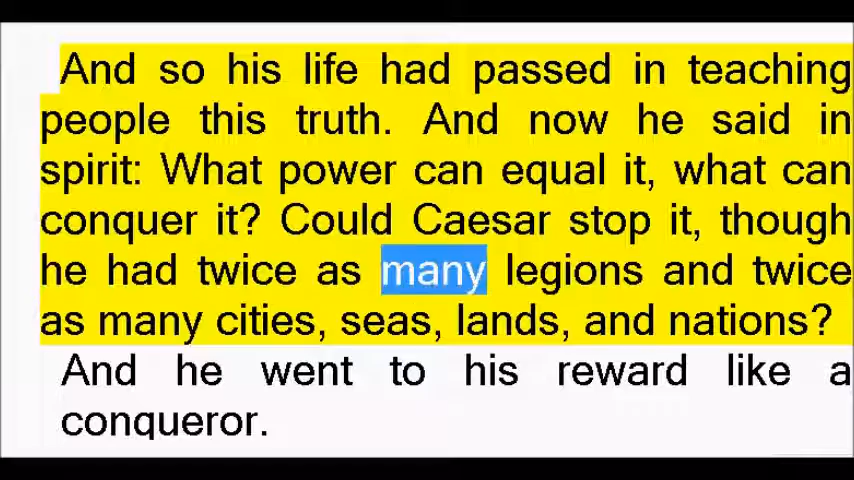 And so his life had passed in teaching
people this truth. And now he said in
spirit: What power can equal it, what can
conquer it? Could Caesar stop it, though
he had twice as many legions and twice
as many cities, seas, lands, and nations?
And he went to his reward like a
conqueror.